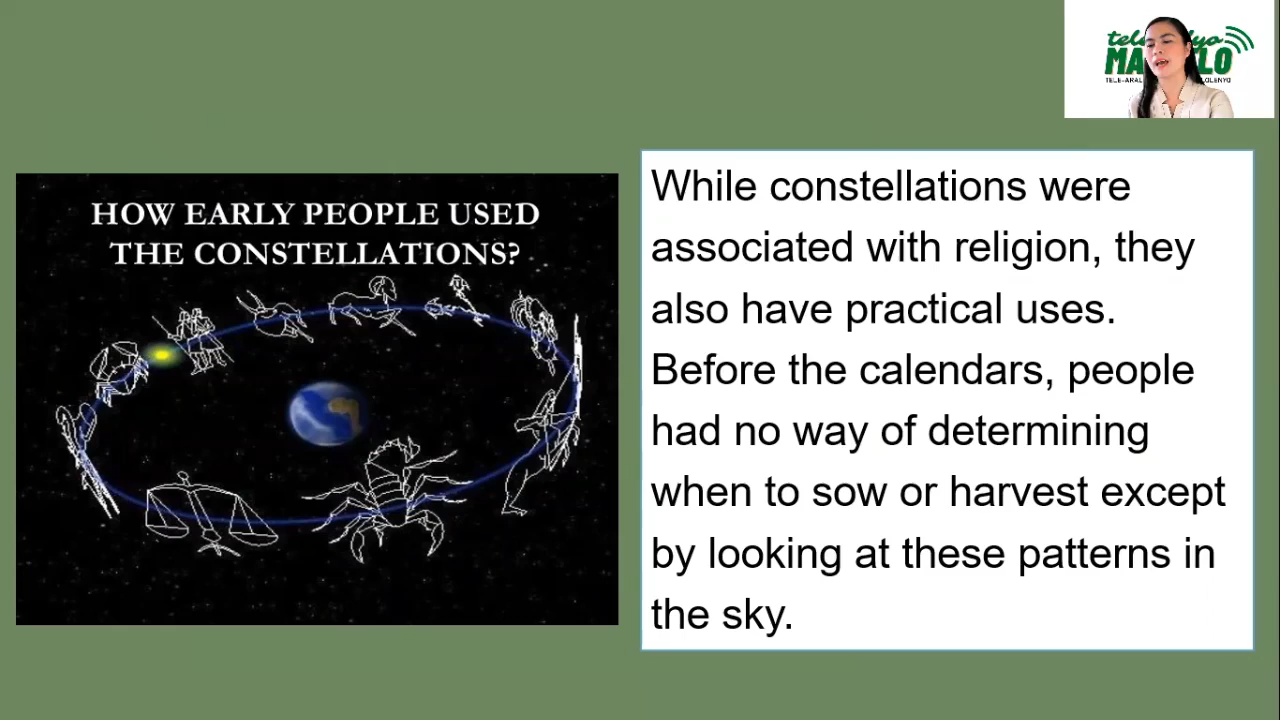 HOW EARLY PEOPLE USED
THE CONSTELLATIONS?
While constellations were
associated with religion, they
also have practical uses.
Before the calendars, people
had no way of determining
when to sow or harvest except
by looking at these patterns in
the sky.